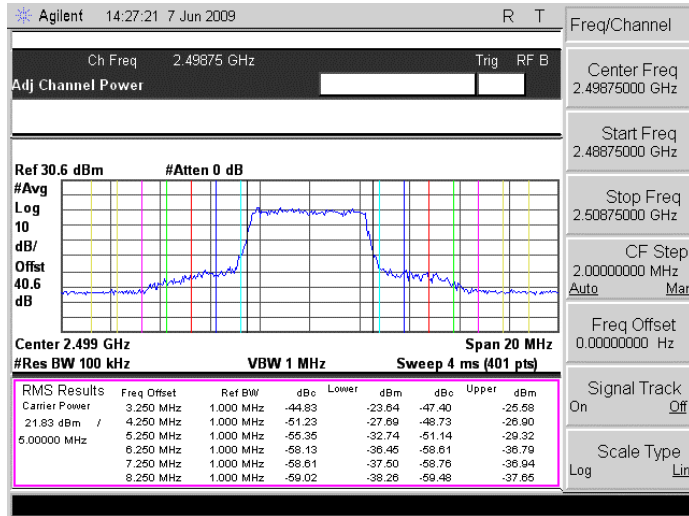 Agilent 14:27:21 7 Jun 2009 R T
Freq/Channel
Ch Freq 2.49875 GHz Trig RF B
Adj Channel Power
Center Freq
2.49875000 GHz
Start Freq
2.48875000 GHz
Stop Freq
2.50875000 GHz
CF Step
2.00000000 MHz
Auto Man
Freq Offset
0.00000000 Hz
Signal Track
On Off
Scale Type
Log Lin
Ref 30.6 dBm #Atten 0 dB
#Avg
Log
10
dB/
Offst
40.6
dB
Center 2.499 GHz Span 20 MHz
#Res BW 100 kHz VBW 1 MHz Sweep 4 ms (401 pts)
RMS Results Freq Offset Ref BW dBc Lower dBm dBc Upper dBm
Carrier Power 3.250 MHz 1.000 MHz -44.83 -23.64 -47.40 -25.58
21.83 dBm / 4.250 MHz 1.000 MHz -51.23 -27.69 -48.73 -26.90
5.00000 MHz 5.250 MHz 1.000 MHz -55.35 -32.74 -51.14 -29.32
6.250 MHz 1.000 MHz -58.13 -36.45 -58.61 -36.79
7.250 MHz 1.000 MHz -58.61 -37.50 -58.76 -36.94
8.250 MHz 1.000 MHz -59.02 -38.26 -59.48 -37.65